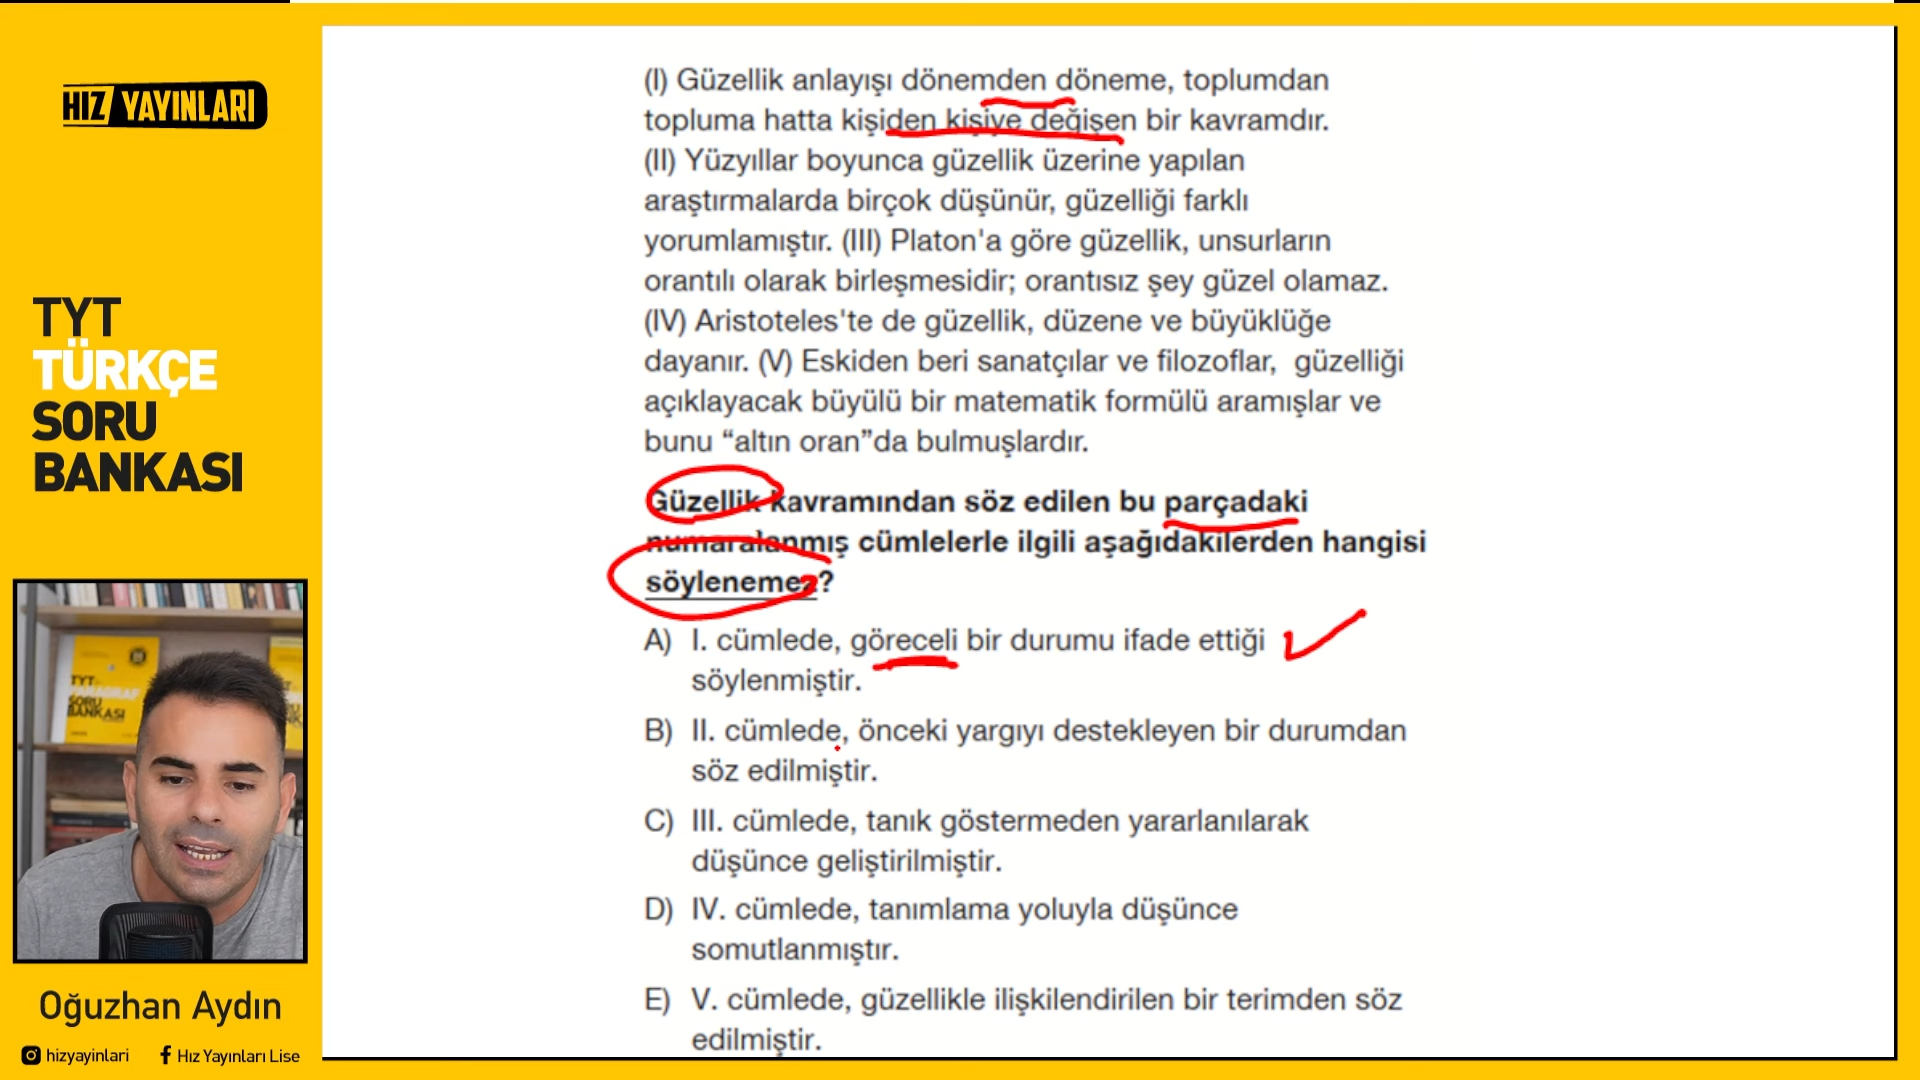 HIZ YAYINLARI
TYT
TÜRKÇE
SORU
BANKASI
(I) Güzellik anlayışı dönemden döneme, toplumdan
topluma hatta kişiden kişiye değişen bir kavramdır.
(II) Yüzyıllar boyunca güzellik üzerine yapılan
araştırmalarda birçok düşünür, güzelliği farklı
yorumlamıştır. (III) Platon'a göre güzellik, unsurların
orantılı olarak birleşmesidir; orantısız şey güzel olamaz.
(IV) Aristoteles'te de güzellik, düzene ve büyüklüğe
dayanır. (V) Eskiden beri sanatçılar ve filozoflar, güzelliği
açıklayacak büyülü bir matematik formülü aramışlar ve
bunu “altın oran”da bulmuşlardır.
Güzellik kavramından söz edilen bu parçadaki
numaralanmış cümlelerle ilgili aşağıdakilerden hangisi
söylenemez?
A) I. cümlede, göreceli bir durumu ifade ettiği
söylenmiştir.
B) II. cümlede, önceki yargıyı destekleyen bir durumdan
söz edilmiştir.
C) III. cümlede, tanık göstermeden yararlanılarak
düşünce geliştirilmiştir.
D) IV. cümlede, tanımlama yoluyla düşünce
somutlanmıştır.
E) V. cümlede, güzellikle ilişkilendirilen bir terimden söz
edilmiştir.
TYT
PARAGRAF
SORU
BANKASI
Oğuzhan Aydın
hizyayinlari
Hız Yayınları Lise